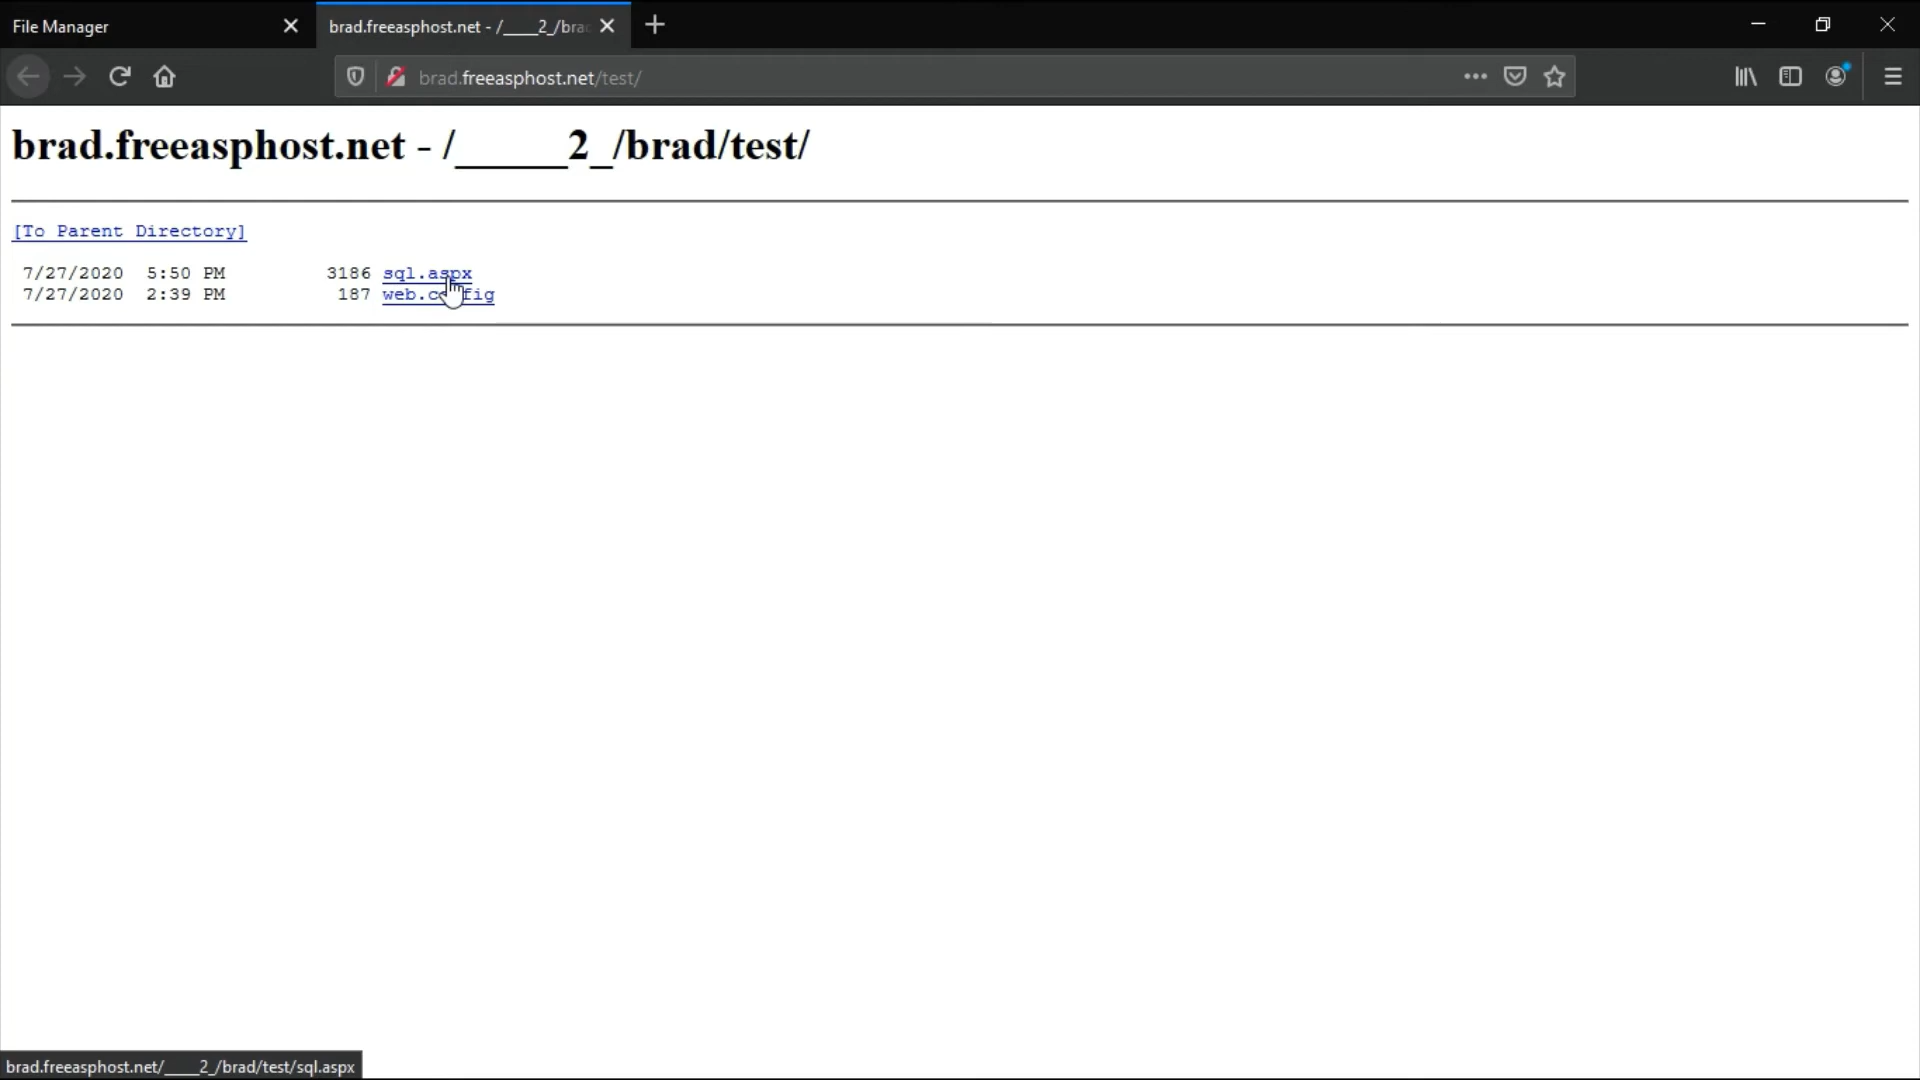 File Manager
brad.freeasphost.net - /____2_/brad
brad.freeasphost.net/test/
brad.freeasphost.net - /_____2_/brad/test/
[To Parent Directory]
7/27/2020 5:50 PM 3186 sql.aspx
7/27/2020 2:39 PM 187 web.config
brad.freeasphost.net/____2_/brad/test/sql.aspx